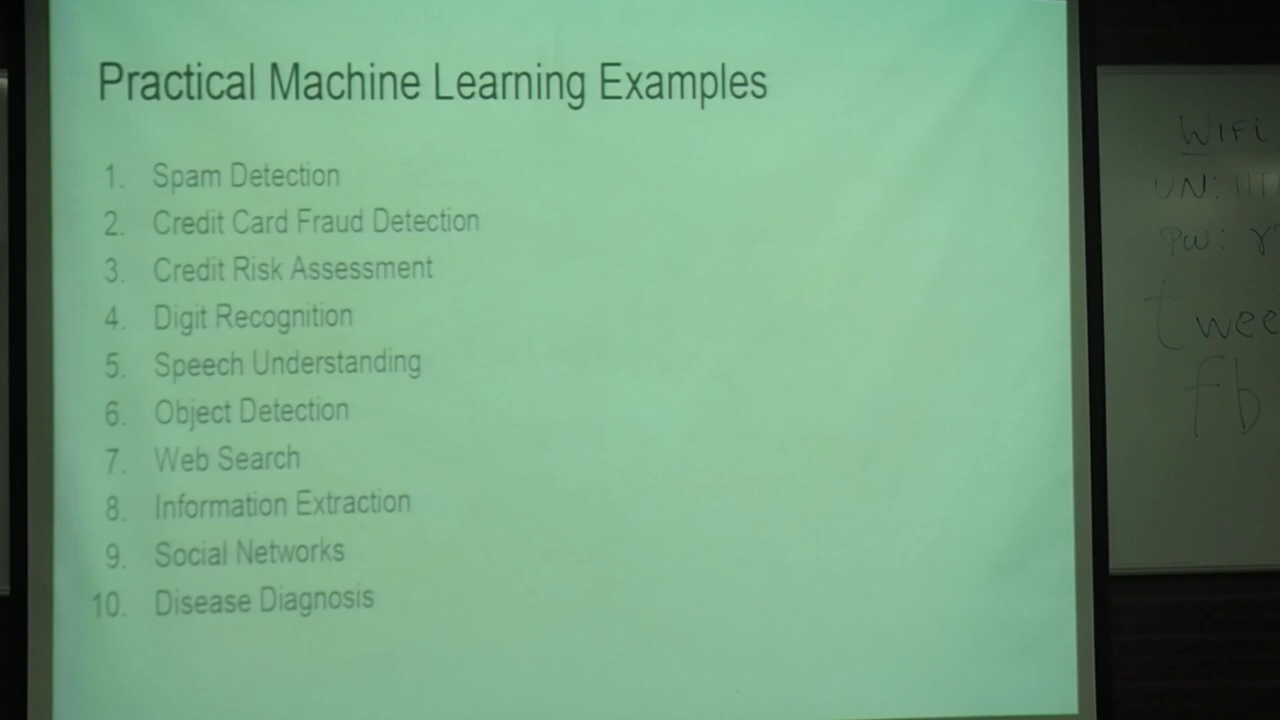 Practical Machine Learning Examples
1. Spam Detection
2. Credit Card Fraud Detection
3. Credit Risk Assessment
4. Digit Recognition
5. Speech Understanding
6. Object Detection
7. Web Search
8. Information Extraction
9. Social Networks
10. Disease Diagnosis
WIFI
UN:
PW:
fb